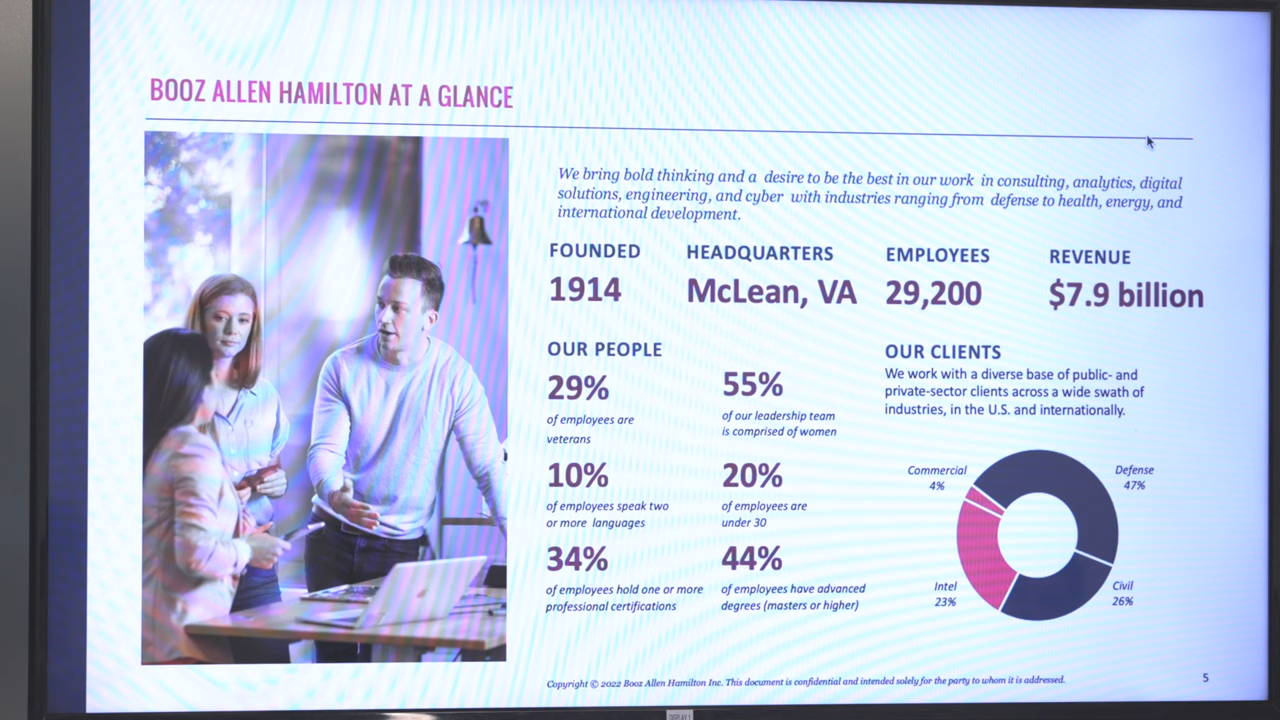 BOOZ ALLEN HAMILTON AT A GLANCE
We bring bold thinking and a desire to be the best in our work in consulting, analytics, digital
solutions, engineering, and cyber with industries ranging from defense to health, energy, and
international development.
FOUNDED
1914
HEADQUARTERS
McLean, VA
EMPLOYEES
29,200
REVENUE
$7.9 billion
OUR PEOPLE
29%
of employees are
veterans
55%
of our leadership team
is comprised of women
10%
of employees speak two
or more languages
20%
of employees are
under 30
34%
of employees hold one or more
professional certifications
44%
of employees have advanced
degrees (masters or higher)
OUR CLIENTS
We work with a diverse base of public- and
private-sector clients across a wide swath of
industries, in the U.S. and internationally.
Commercial
4%
Defense
47%
Intel
23%
Civil
26%
Copyright © 2022 Booz Allen Hamilton Inc. This document is confidential and intended solely for the party to whom it is addressed.
5
DISPLAY 1